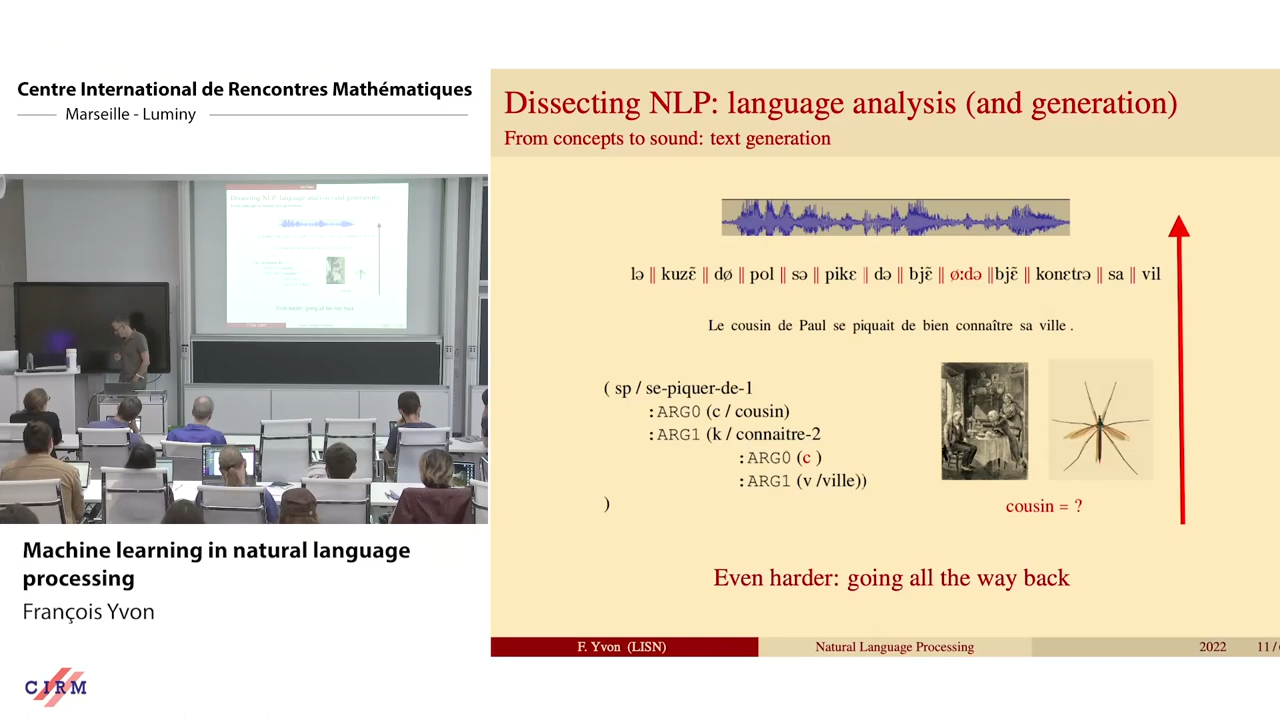 Centre International de Rencontres Mathématiques
Marseille - Luminy
Machine learning in natural language
processing
François Yvon
CIRM
Dissecting NLP: language analysis (and generation)
From concepts to sound: text generation
lə || kuzɛ̃ || dø || pol || sə || pikɛ || də || bjɛ̃ || ø:də ||bjɛ̃ || konɛtrə || sa || vil
Le cousin de Paul se piquait de bien connaître sa ville .
( sp / se-piquer-de-1
:ARG0 (c / cousin)
:ARG1 (k / connaitre-2
:ARG0 (c )
:ARG1 (v /ville))
)
cousin = ?
Even harder: going all the way back
F. Yvon (LISN) Natural Language Processing 2022 11 /